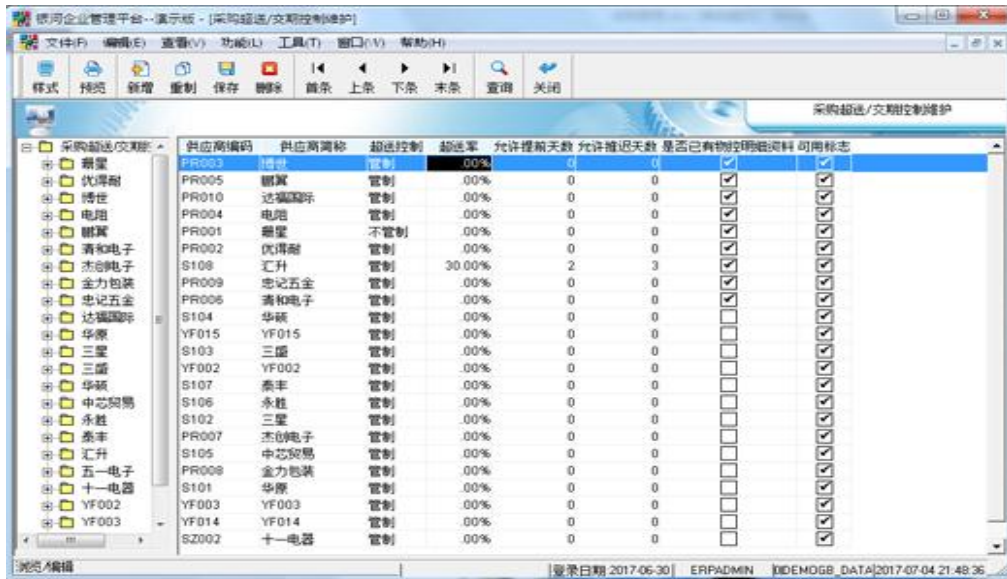 银河企业管理平台--演示版 - [采购超送/交期控制维护]
文件(F) 编辑(E) 查看(V) 功能(L) 工具(T) 窗口(W) 帮助(H)
样式 预览 新增 重制 保存 删除 首条 上条 下条 末条 查询 关闭
采购超送/交期控制维护
采购超送/交期
珊星
优得耐
博世
电阻
鹏翼
清和电子
杰创电子
金力包装
忠记五金
达福国际
华原
三星
三盛
华硕
中芯贸易
永胜
泰丰
汇升
五一电子
十一电器
YF002
YF003
供应商编码 供应商简称 超送控制 超送率 允许提前天数 允许推迟天数 是否已有物控明细资料 可用标志
PR003 博世 管制 .00% 0 0
PR005 鹏翼 管制 .00% 0 0
PR010 达福国际 管制 .00% 0 0
PR004 电阻 管制 .00% 0 0
PR001 珊星 不管制 .00% 0 0
PR002 优得耐 管制 .00% 0 0
S108 汇升 管制 30.00% 2 3
PR009 忠记五金 管制 .00% 0 0
PR006 清和电子 管制 .00% 0 0
S104 华硕 管制 .00% 0 0
YF015 YF015 管制 .00% 0 0
S103 三盛 管制 .00% 0 0
YF002 YF002 管制 .00% 0 0
S107 泰丰 管制 .00% 0 0
S106 永胜 管制 .00% 0 0
S102 三星 管制 .00% 0 0
PR007 杰创电子 管制 .00% 0 0
S105 中芯贸易 管制 .00% 0 0
PR008 金力包装 管制 .00% 0 0
S101 华原 管制 .00% 0 0
YF003 YF003 管制 .00% 0 0
YF014 YF014 管制 .00% 0 0
SZ002 十一电器 管制 .00% 0 0
浏览/编辑 登录日期 2017-06-30 ERPADMIN DEMOGB_DATA 2017-07-04 21:48:36